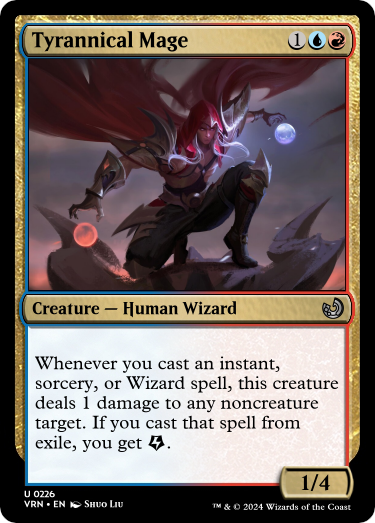 Tyrannical Mage 1
Creature — Human Wizard
Whenever you cast an instant,
sorcery, or Wizard spell, this creature
deals 1 damage to any noncreature
target. If you cast that spell from
exile, you get .
1/4
U 0226
VRN • EN Shuo Liu
™ & © 2024 Wizards of the Coast